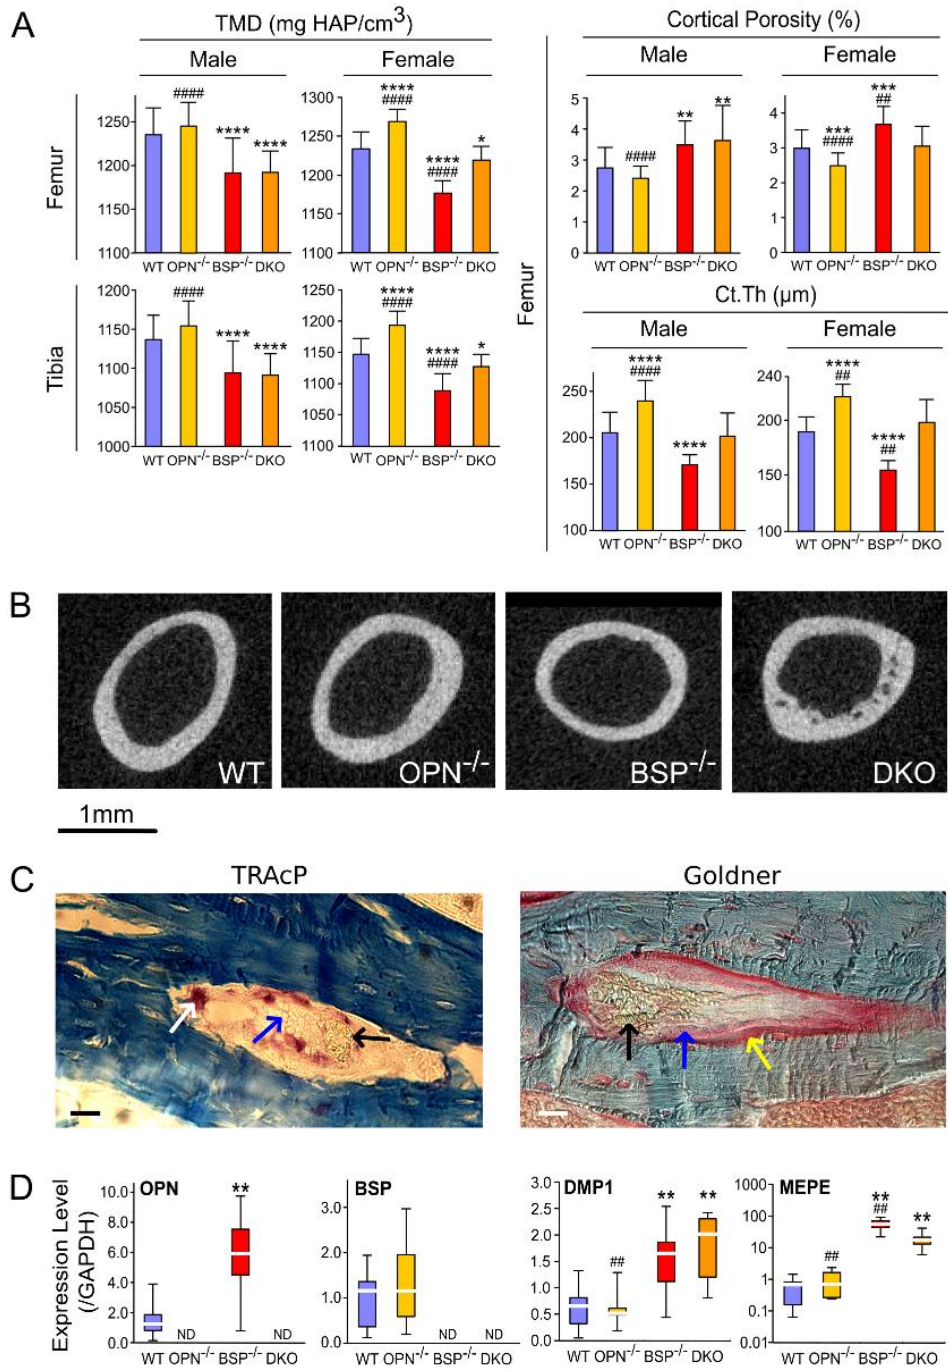 A
TMD (mg HAP/cm³)
Male
Female
Femur
1300
1250
1200
1150
1100
####
****
****
WT OPN⁻/⁻ BSP⁻/⁻ DKO
1300
1250
1200
1150
1100
****
####
****
####
*
WT OPN⁻/⁻ BSP⁻/⁻ DKO
Tibia
1200
1150
1100
1050
1000
####
****
****
WT OPN⁻/⁻ BSP⁻/⁻ DKO
1250
1200
1150
1100
1050
1100
****
####
****
####
*
WT OPN⁻/⁻ BSP⁻/⁻ DKO
Cortical Porosity (%)
Male
Female
Femur
5
4
3
2
1
0
####
**
**
WT OPN⁻/⁻ BSP⁻/⁻ DKO
5
4
3
2
1
0
***
####
***
##
WT OPN⁻/⁻ BSP⁻/⁻ DKO
Ct.Th (µm)
Male
Female
250
200
150
100
****
####
****
WT OPN⁻/⁻ BSP⁻/⁻ DKO
240
200
150
100
****
##
****
##
WT OPN⁻/⁻ BSP⁻/⁻ DKO
B
WT
OPN⁻/⁻
BSP⁻/⁻
DKO
1mm
C
TRAcP
Goldner
D
Expression Level
(/GAPDH)
OPN
10.0
8.0
6.0
4.0
2.0
0.0
**
ND
ND
WT OPN⁻/⁻ BSP⁻/⁻ DKO
BSP
4.0
3.0
2.0
1.0
0.0
ND
ND
WT OPN⁻/⁻ BSP⁻/⁻ DKO
DMP1
3.0
2.5
2.0
1.5
1.0
0.5
0.0
##
**
**
WT OPN⁻/⁻ BSP⁻/⁻ DKO
MEPE
1000
100
10
1
0.1
0.01
##
**
##
**
WT OPN⁻/⁻ BSP⁻/⁻ DKO